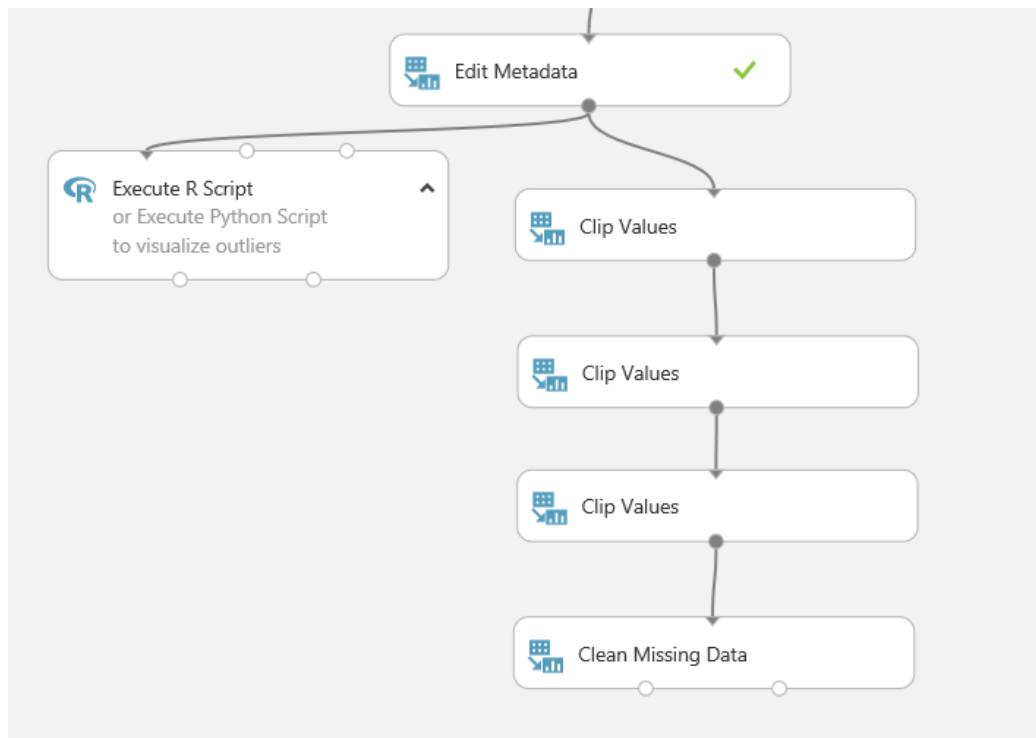 Edit Metadata
Execute R Script
or Execute Python Script
to visualize outliers
Clip Values
Clip Values
Clip Values
Clean Missing Data